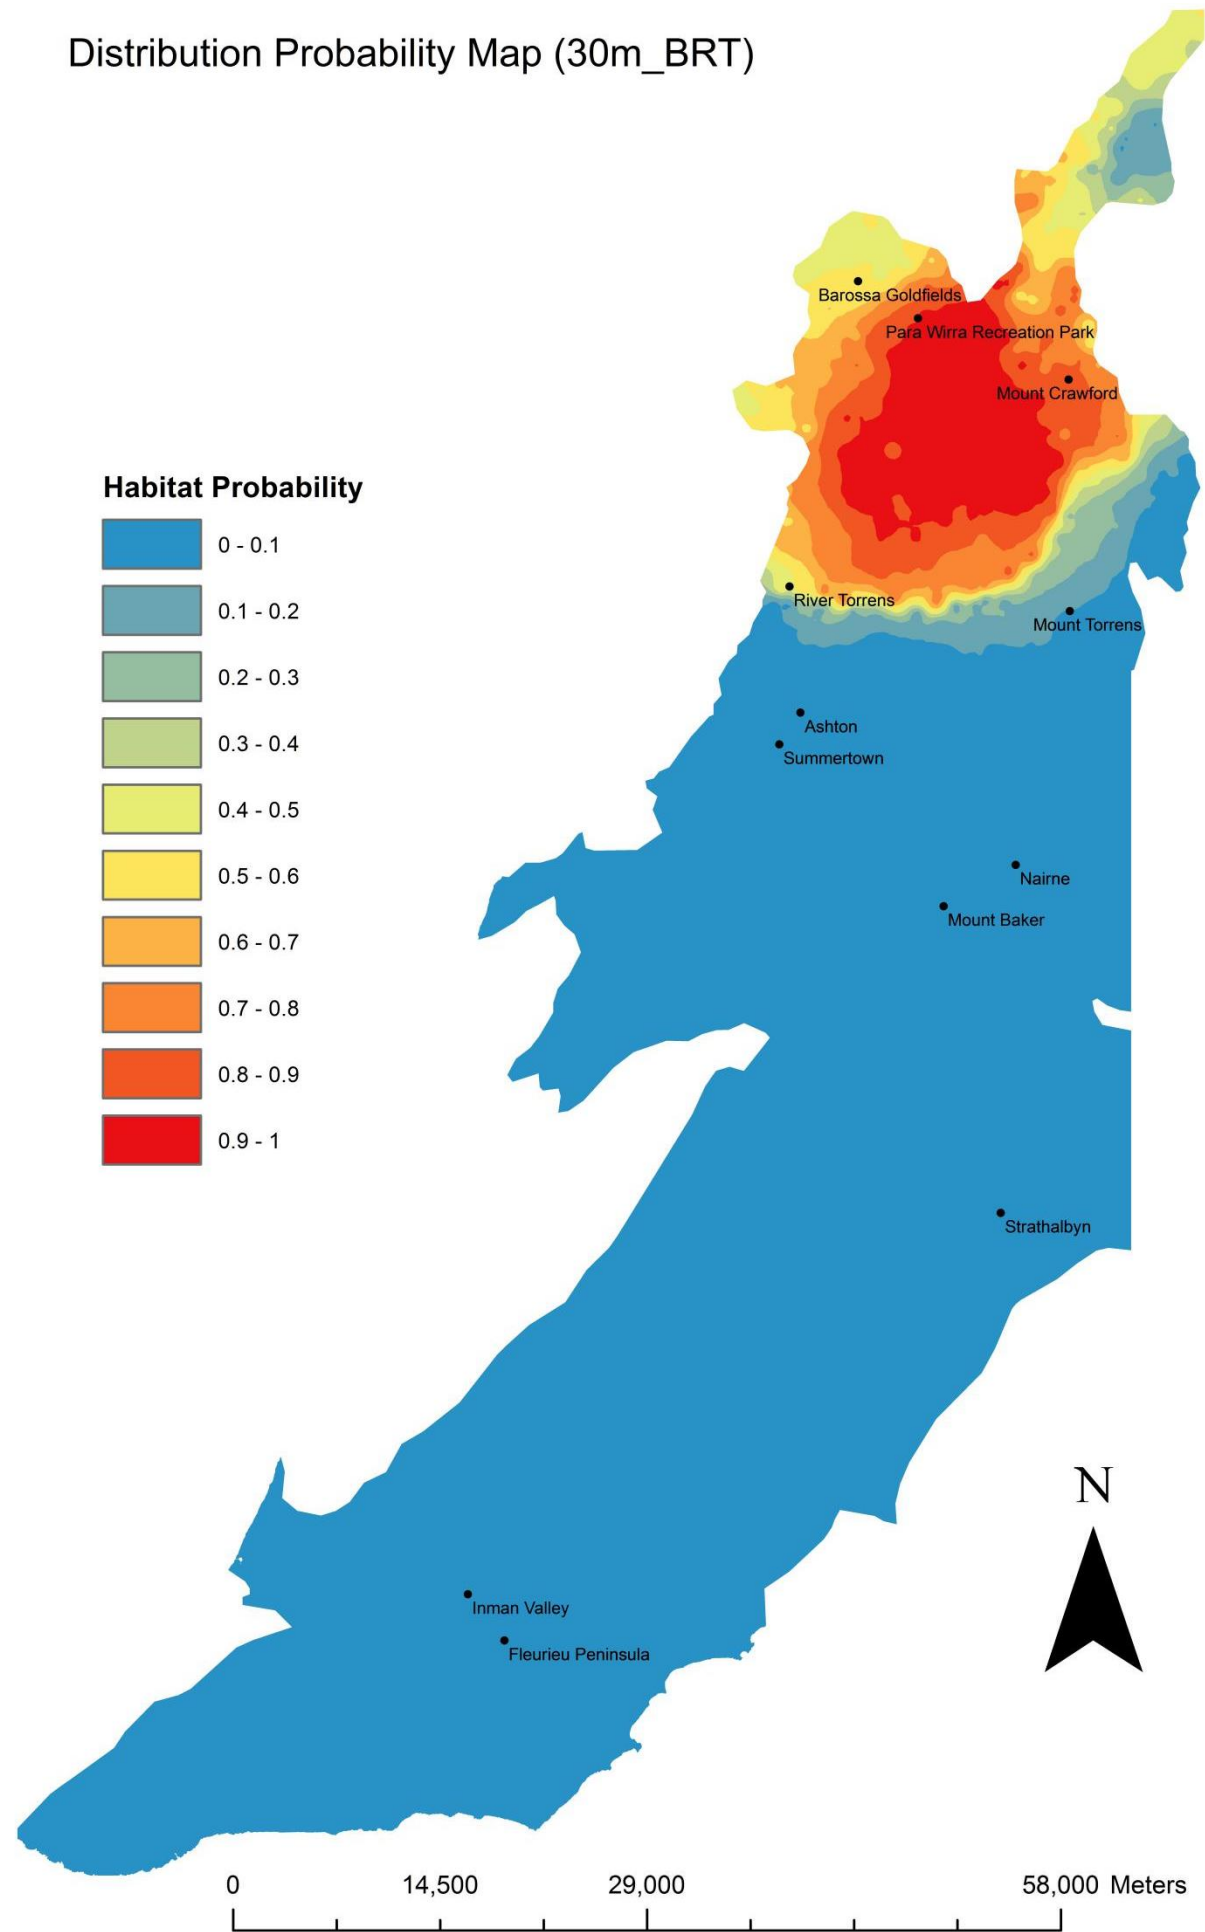 Distribution Probability Map (30m_BRT)
Barossa Goldfields
Para Wirra Recreation Park
Mount Crawford
Habitat Probability
0 - 0.1
0.1 - 0.2
0.2 - 0.3
0.3 - 0.4
0.4 - 0.5
0.5 - 0.6
0.6 - 0.7
0.7 - 0.8
0.8 - 0.9
0.9 - 1
River Torrens
Mount Torrens
Ashton
Summertown
Nairne
Mount Baker
Strathalbyn
N
Inman Valley
Fleurieu Peninsula
0 14,500 29,000 58,000 Meters